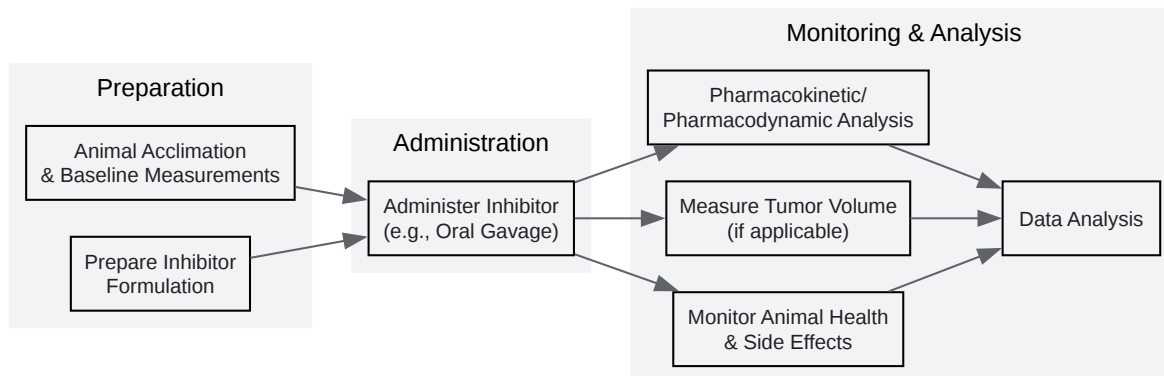 Preparation
Animal Acclimation
& Baseline Measurements
Prepare Inhibitor
Formulation
Administration
Administer Inhibitor
(e.g., Oral Gavage)
Monitoring & Analysis
Pharmacokinetic/
Pharmacodynamic Analysis
Measure Tumor Volume
(if applicable)
Monitor Animal Health
& Side Effects
Data Analysis